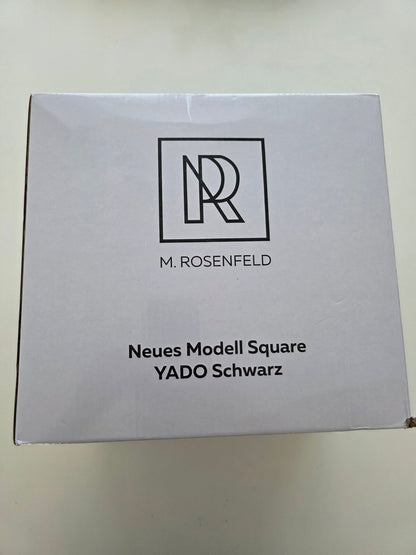 R
M. ROSENFELD
Neues Modell Square
YADO Schwarz